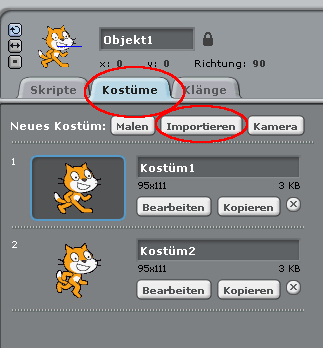 Objekt1
x: 0 y: 0 Richtung: 90
Skripte Kostüme Klänge
Neues Kostüm: Malen Importieren Kamera
1
Kostüm1
95x111 3 KB
Bearbeiten Kopieren
2
Kostüm2
95x111 3 KB
Bearbeiten Kopieren